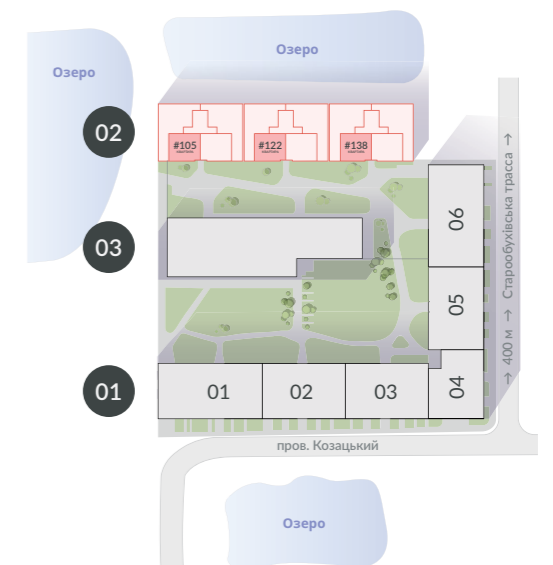 Озеро
Озеро
02
#105
#122
#138
03
06
05
→ 400 м → Старообухівська трасса →
01
01
02
03
04
пров. Козацький
Озеро